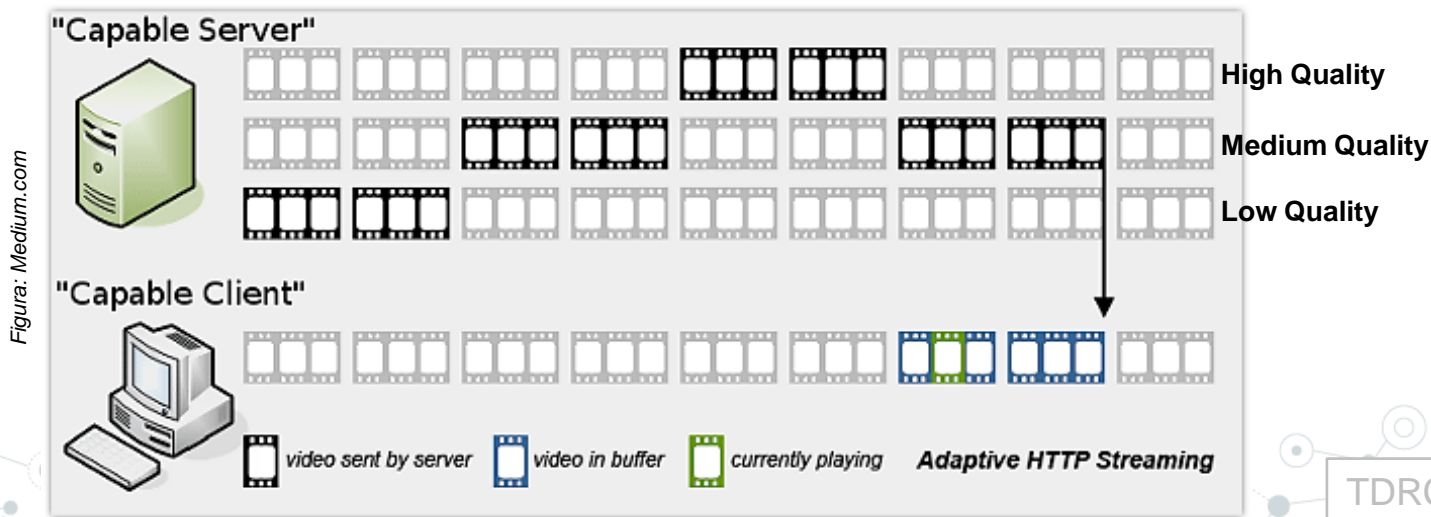 "Capable Server"
High Quality
Medium Quality
Low Quality
Figura: Medium.com
"Capable Client"
video sent by server
video in buffer
currently playing
Adaptive HTTP Streaming